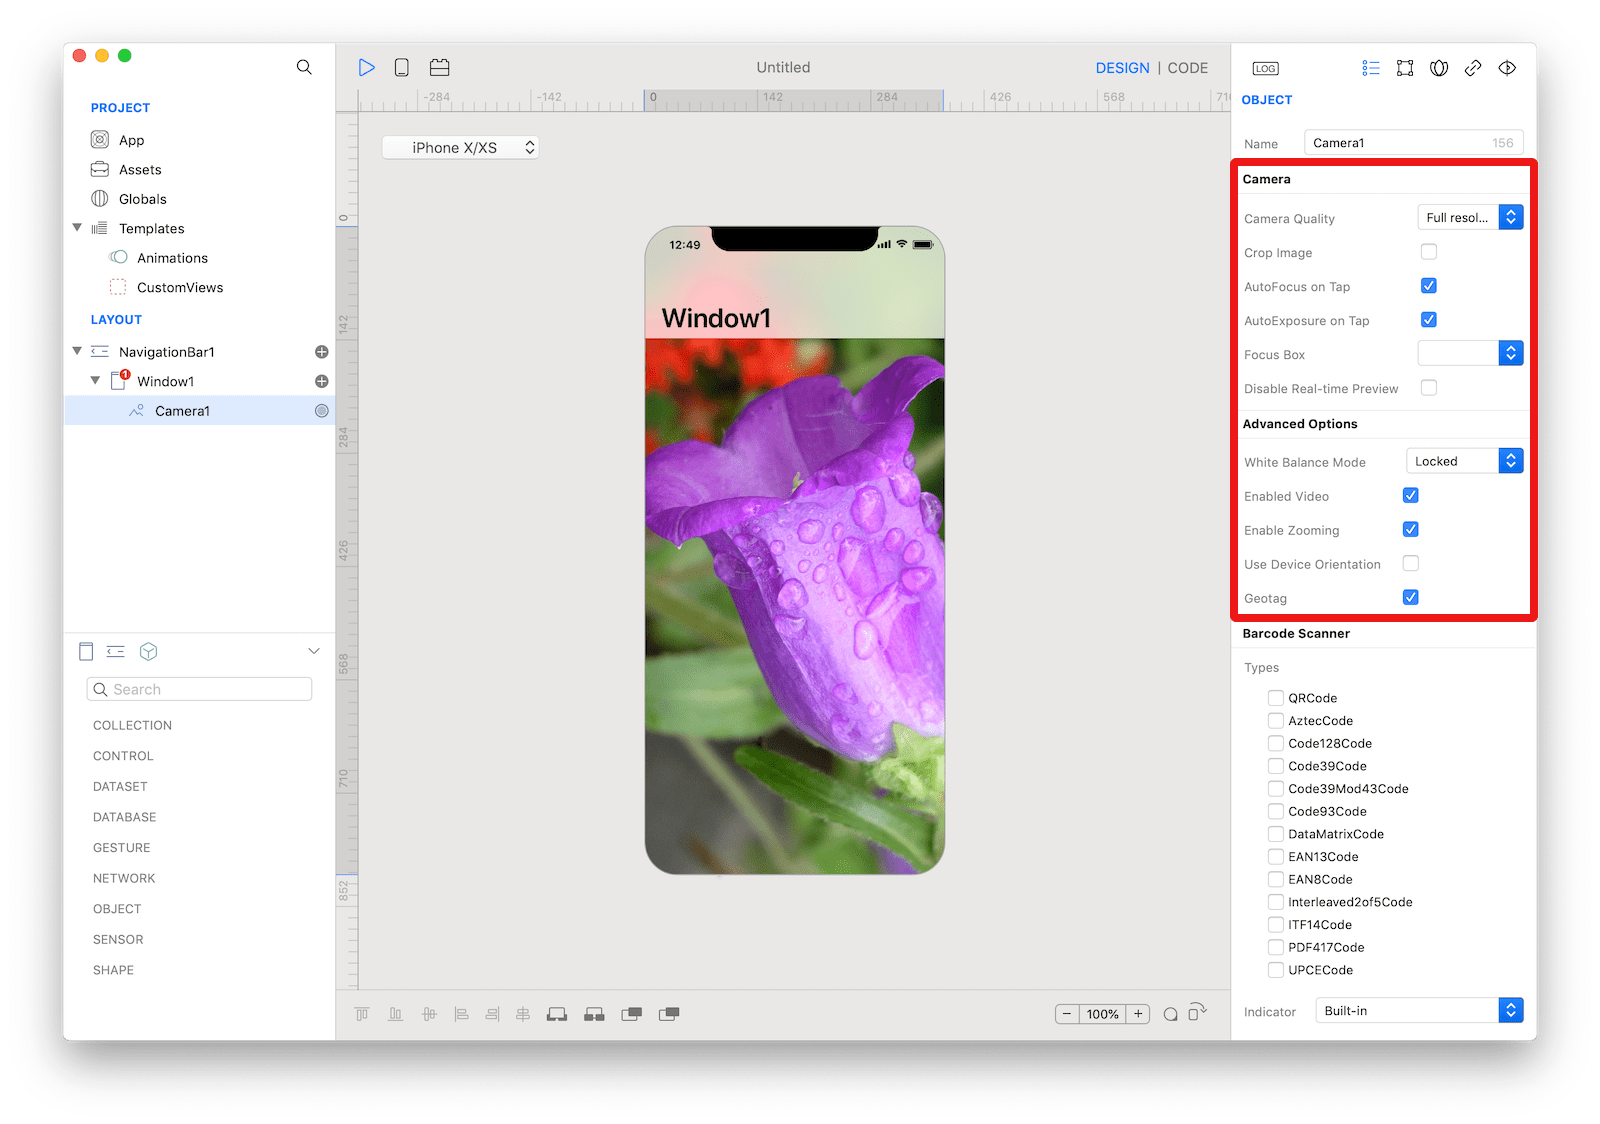 PROJECT
App
Assets
Globals
Templates
Animations
CustomViews
LAYOUT
NavigationBar1
1
Window1
Camera1
Search
COLLECTION
CONTROL
DATASET
DATABASE
GESTURE
NETWORK
OBJECT
SENSOR
SHAPE
Untitled
DESIGN | CODE
-284 -142 0 142 284 426 568 710
0
142
284
426
568
710
852
iPhone X/XS
12:49
Window1
100%
LOG
OBJECT
Name Camera1 156
Camera
Camera Quality Full resol...
Crop Image
AutoFocus on Tap
AutoExposure on Tap
Focus Box
Disable Real-time Preview
Advanced Options
White Balance Mode Locked
Enabled Video
Enable Zooming
Use Device Orientation
Geotag
Barcode Scanner
Types
QRCode
AztecCode
Code128Code
Code39Code
Code39Mod43Code
Code93Code
DataMatrixCode
EAN13Code
EAN8Code
Interleaved2of5Code
ITF14Code
PDF417Code
UPCECode
Indicator Built-in